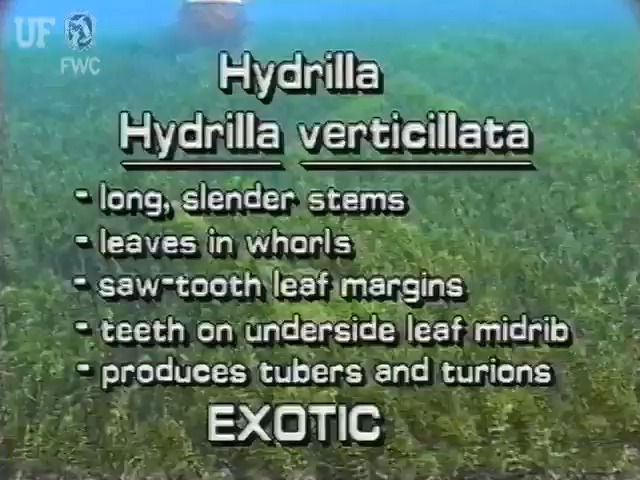 UF
FWC
Hydrilla
Hydrilla verticillata
- long, slender stems
- leaves in whorls
- saw-tooth leaf margins
- teeth on underside leaf midrib
- produces tubers and turions
EXOTIC